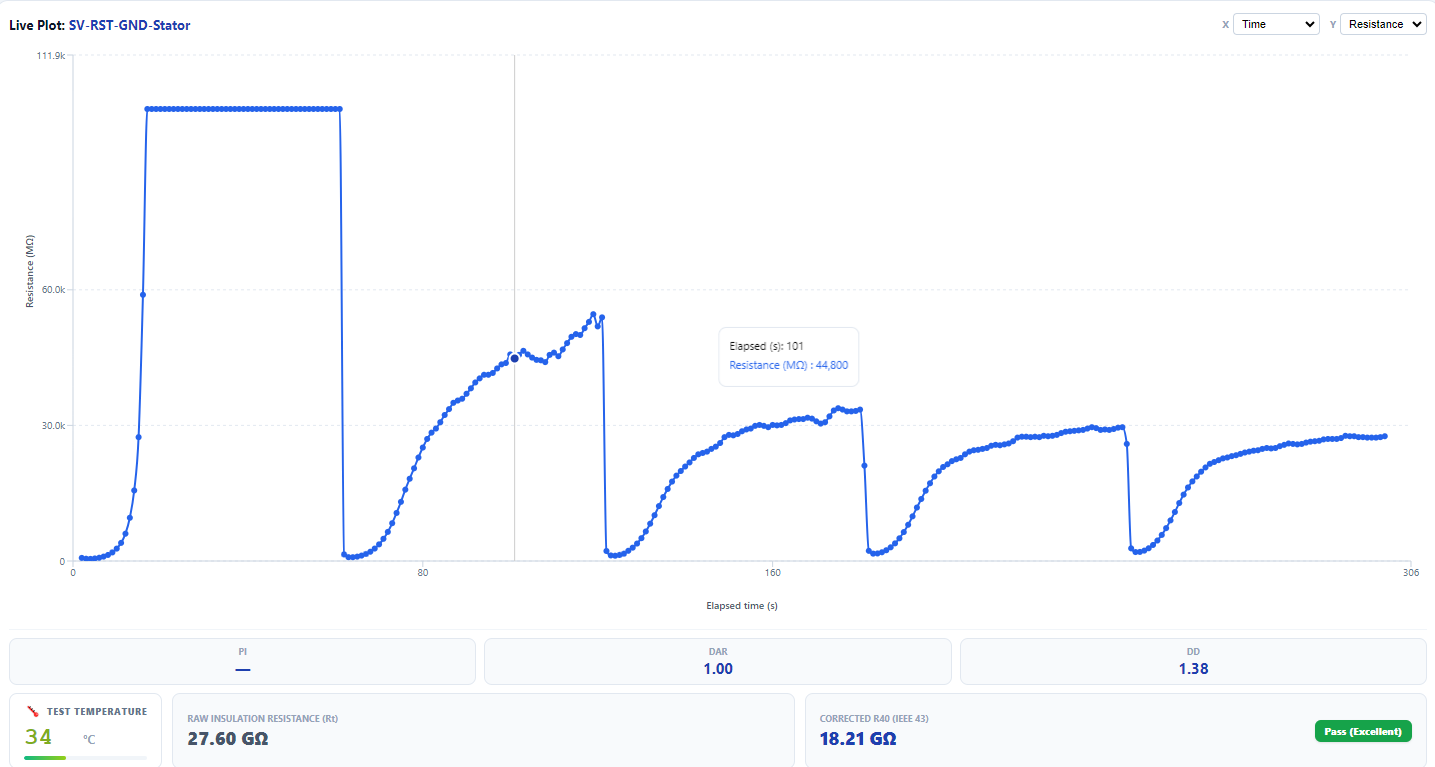 Live Plot: SV-RST-GND-Stator
X Time Y Resistance
111.9k
60.0k
30.0k
0
Resistance (MΩ)
Elapsed (s): 101
Resistance (MΩ) : 44,800
0 80 160 306
Elapsed time (s)
PI
—
DAR
1.00
DD
1.38
TEST TEMPERATURE
34 °C
RAW INSULATION RESISTANCE (Rt)
27.60 GΩ
CORRECTED R40 (IEEE 43)
18.21 GΩ
Pass (Excellent)